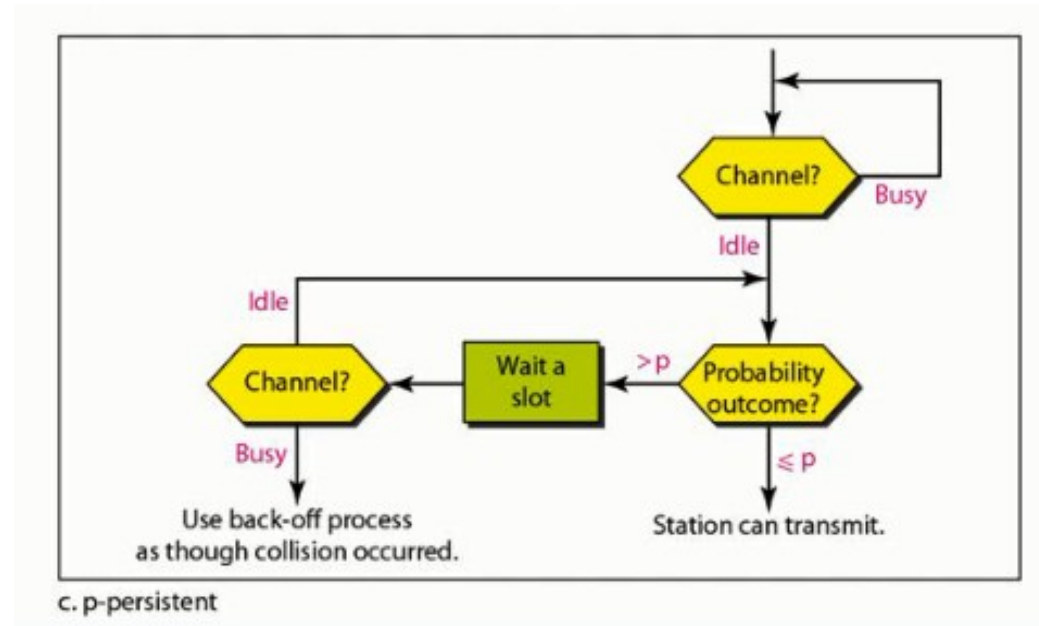 Channel?
Busy
Idle
Idle
Channel?
Wait a
slot
>p
Probability
outcome?
Busy
≤ p
Use back-off process
as though collision occurred.
Station can transmit.
c. p-persistent